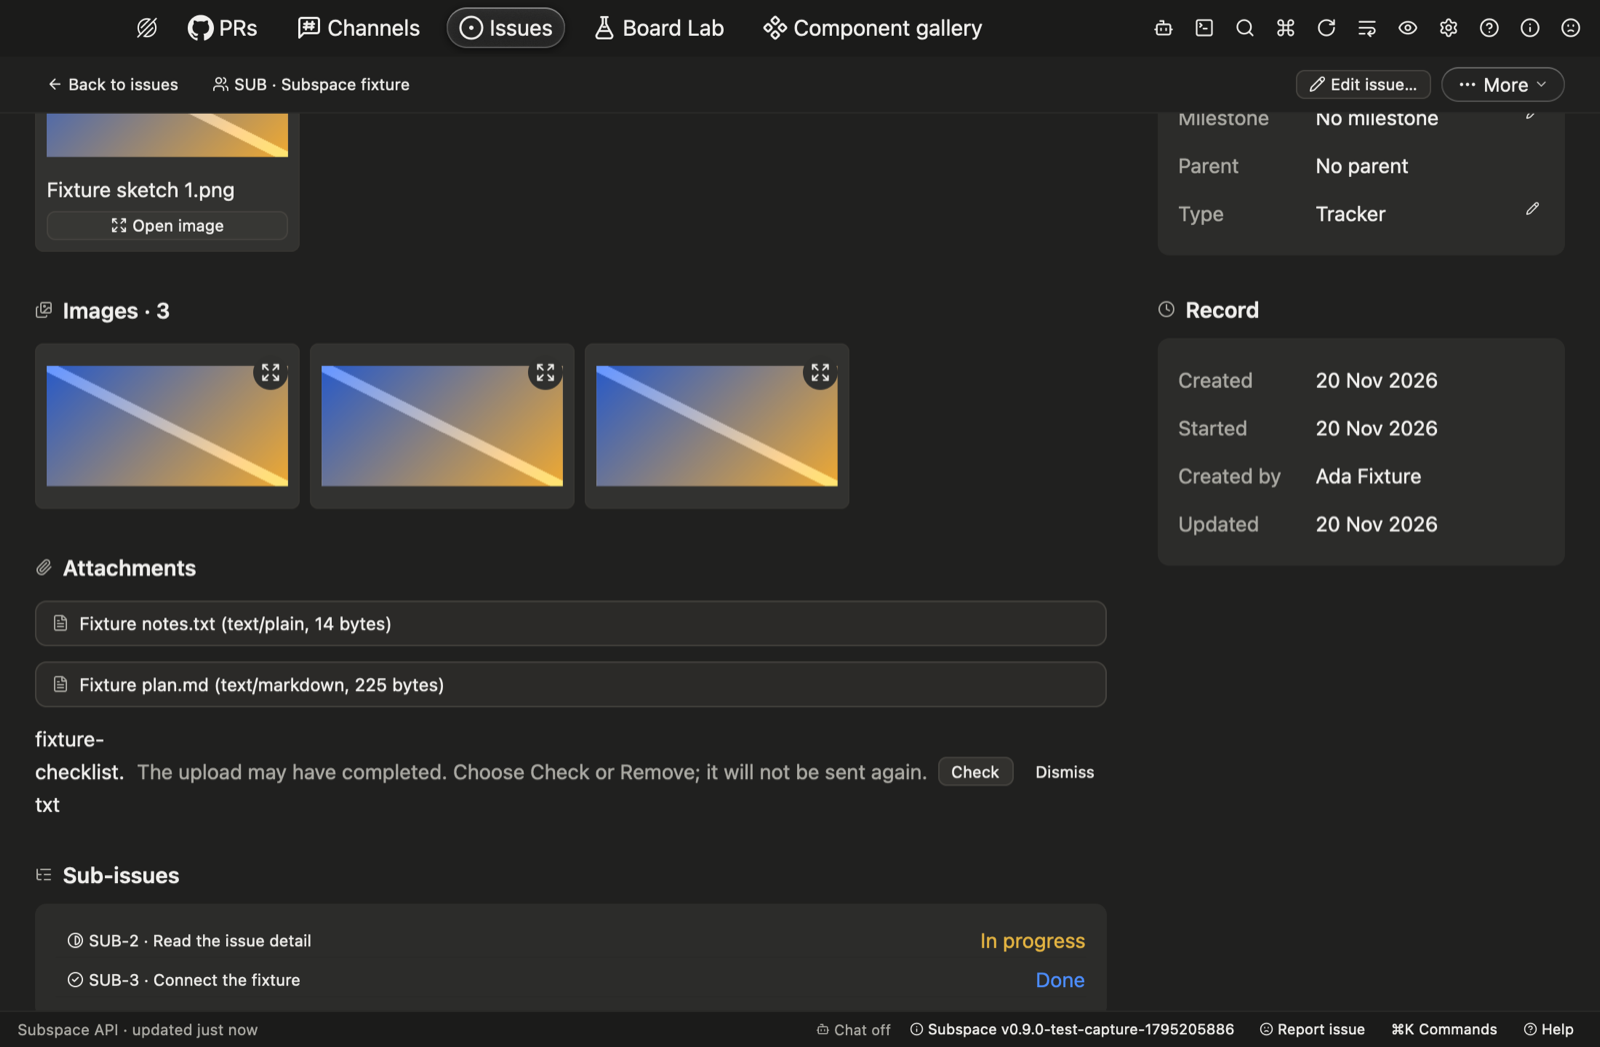 PRs
Channels
Issues
Board Lab
Component gallery
Back to issues
SUB · Subspace fixture
Edit issue...
More
Fixture sketch 1.png
Open image
Images · 3
Attachments
Fixture notes.txt (text/plain, 14 bytes)
Fixture plan.md (text/markdown, 225 bytes)
fixture-
checklist.
txt
The upload may have completed. Choose Check or Remove; it will not be sent again.
Check
Dismiss
Sub-issues
SUB-2 · Read the issue detail
In progress
SUB-3 · Connect the fixture
Done
Milestone No milestone
Parent No parent
Type Tracker
Record
Created 20 Nov 2026
Started 20 Nov 2026
Created by Ada Fixture
Updated 20 Nov 2026
Subspace API · updated just now
Chat off
Subspace v0.9.0-test-capture-1795205886
Report issue
⌘K Commands
Help